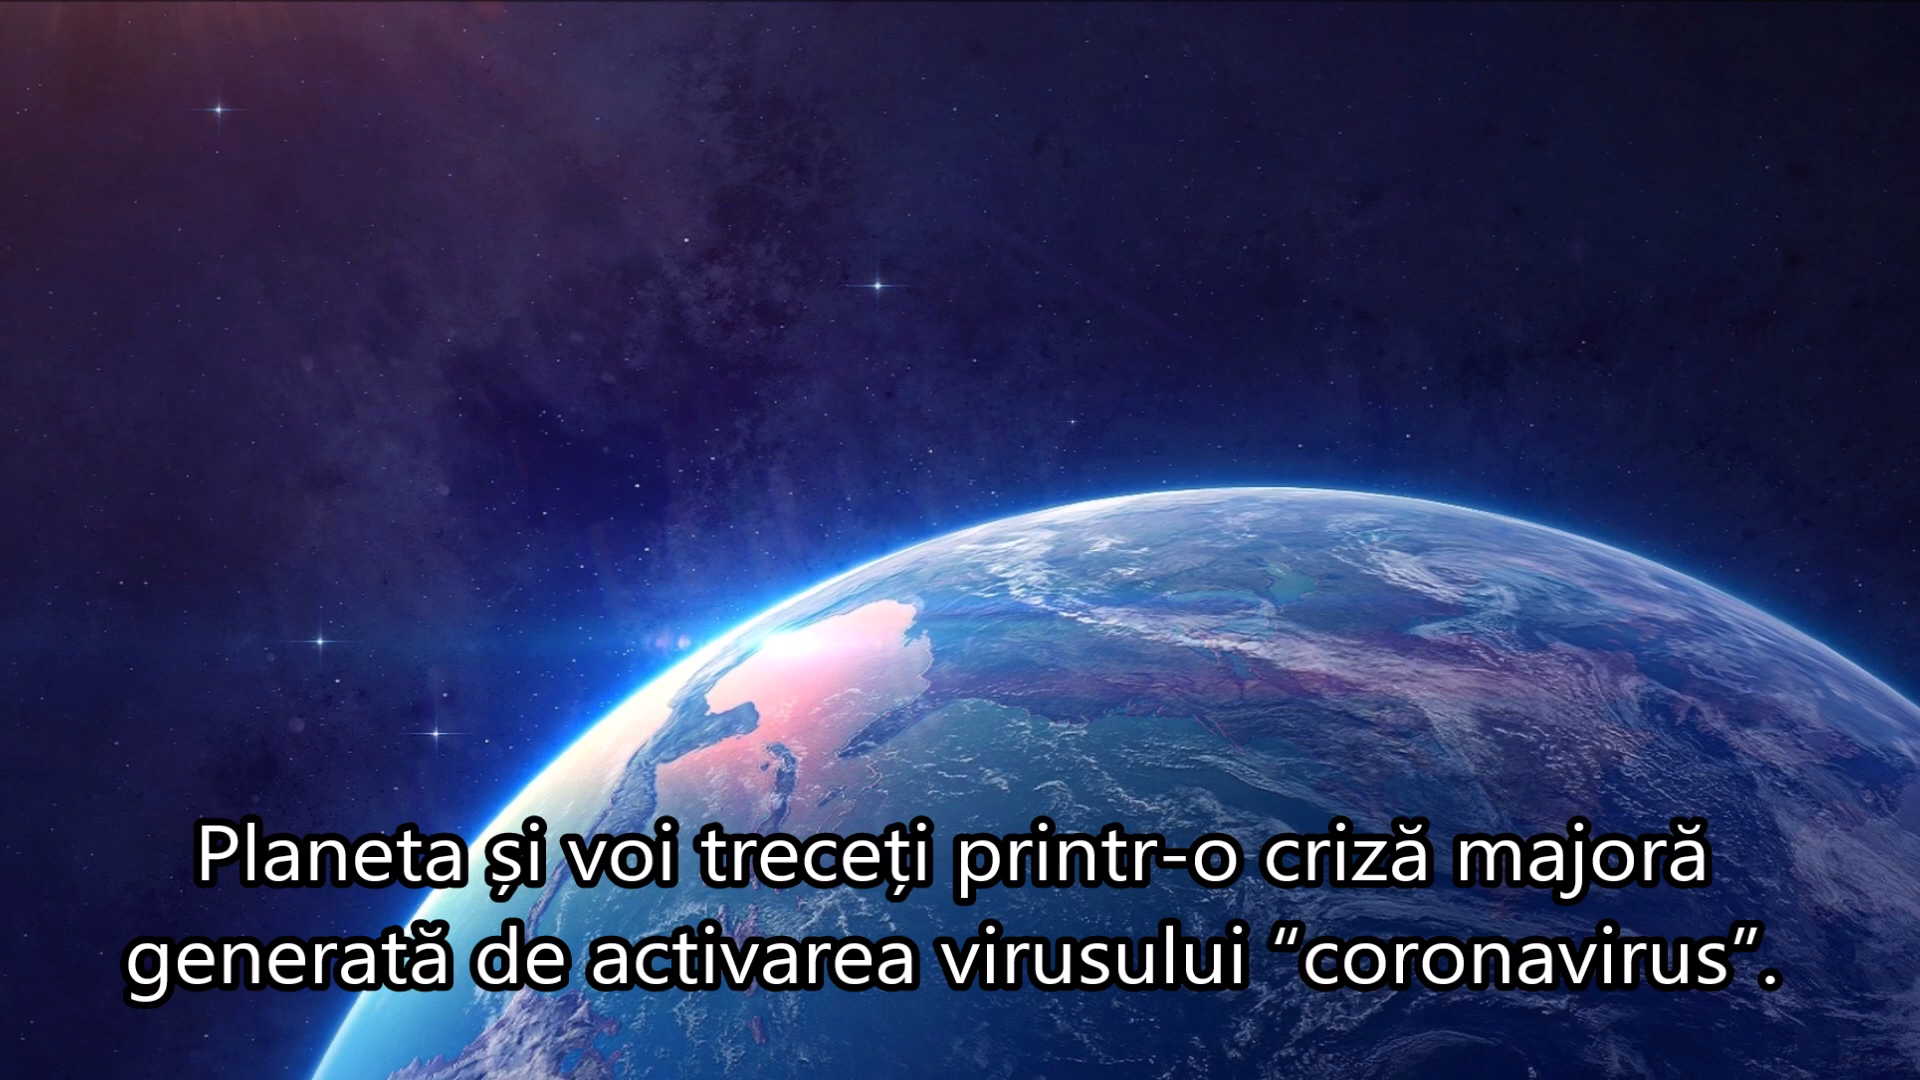 Planeta și voi treceți printr-o criză majoră
generată de activarea virusului “coronavirus”.